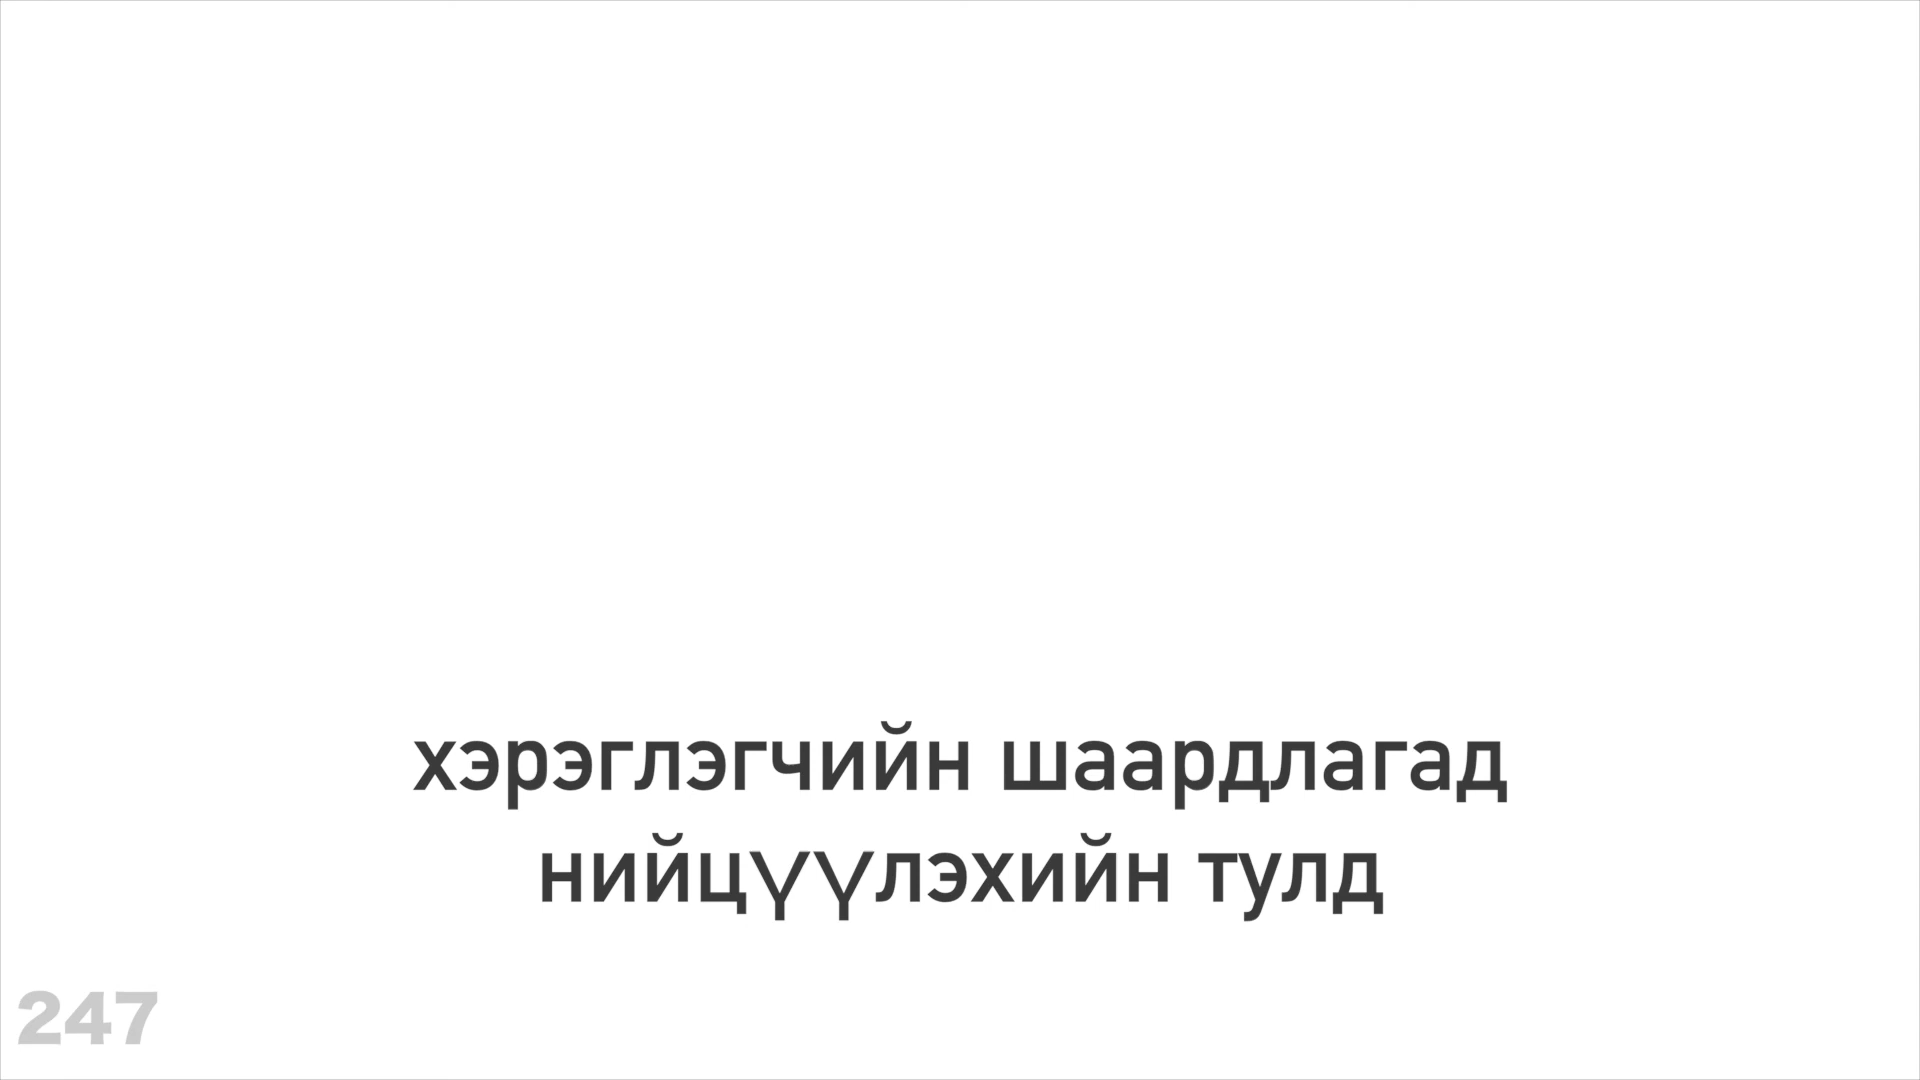 хэрэглэгчийн шаардлагад
нийцүүлэхийн тулд
247